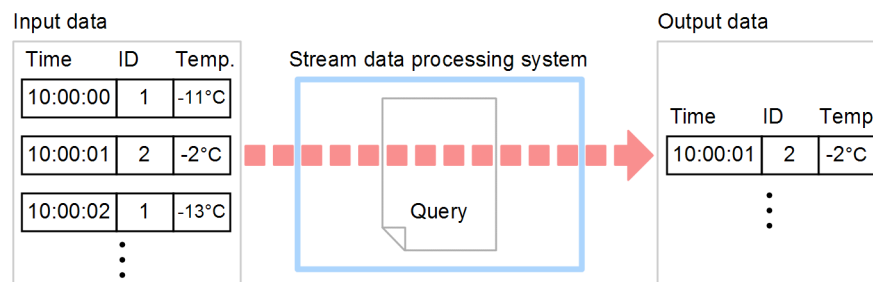 Input data
Time ID Temp.
10:00:00 1 -11°C
10:00:01 2 -2°C
10:00:02 1 -13°C
Stream data processing system
Query
Output data
Time ID Temp
10:00:01 2 -2°C